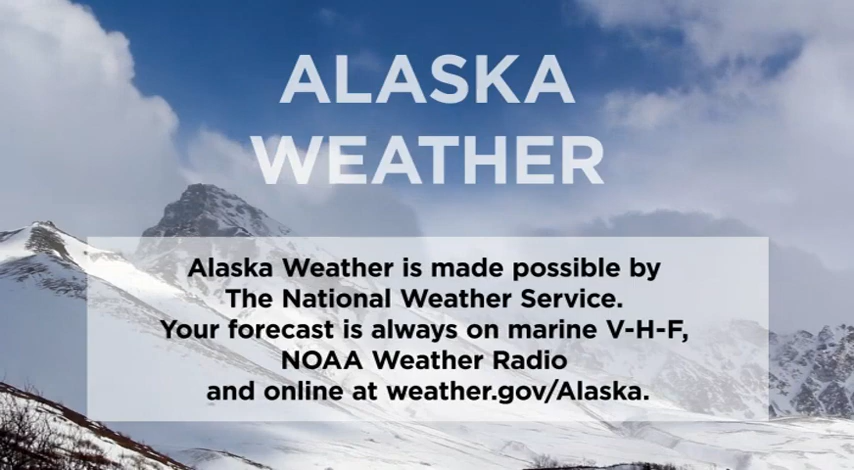 ALASKA
WEATHER
Alaska Weather is made possible by
The National Weather Service.
Your forecast is always on marine V-H-F,
NOAA Weather Radio
and online at weather.gov/Alaska.